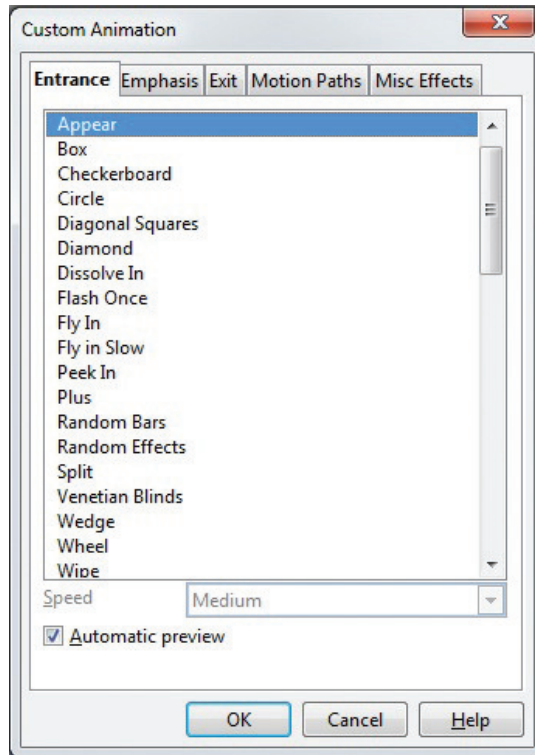 Custom Animation
Entrance Emphasis Exit Motion Paths Misc Effects
Appear
Box
Checkerboard
Circle
Diagonal Squares
Diamond
Dissolve In
Flash Once
Fly In
Fly in Slow
Peek In
Plus
Random Bars
Random Effects
Split
Venetian Blinds
Wedge
Wheel
Wipe
Speed Medium
Automatic preview
OK Cancel Help